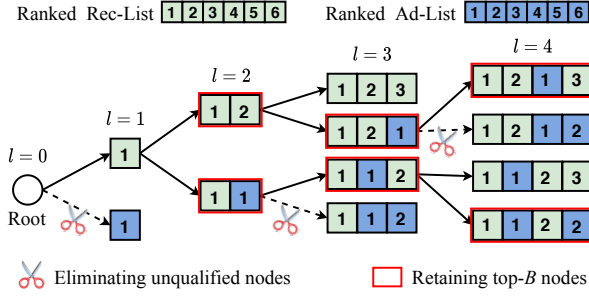 Ranked Rec-List 1 2 3 4 5 6
Ranked Ad-List 1 2 3 4 5 6
l = 0
Root
l = 1
1
1
l = 2
1 2
1 1
l = 3
1 2 3
1 2 1
1 1 2
1 1 2
l = 4
1 2 1 3
1 2 1 2
1 1 2 3
1 1 2 2
Eliminating unqualified nodes
Retaining top-B nodes